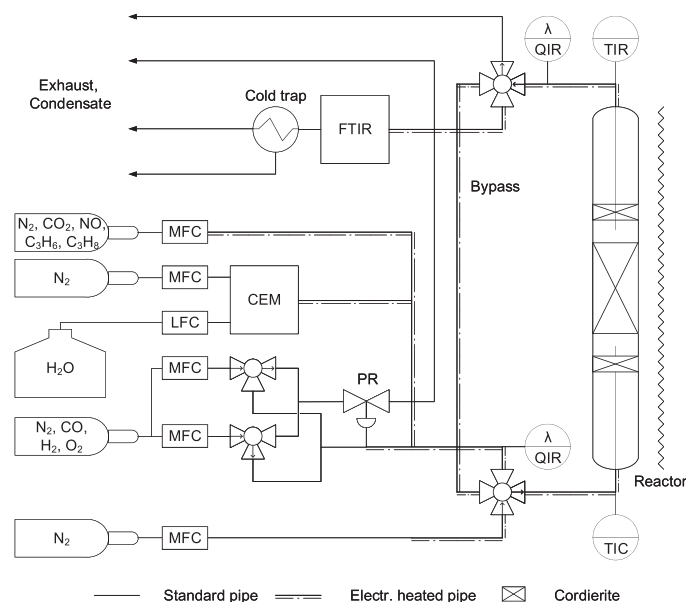 λ
QIR
TIR
Exhaust,
Condensate
Cold trap
FTIR
Bypass
N₂, CO₂, NO,
C₃H₆, C₃H₈
MFC
N₂
MFC
CEM
LFC
H₂O
MFC
PR
N₂, CO,
H₂, O₂
MFC
λ
QIR
Reactor
N₂
MFC
TIC
Standard pipe
Electr. heated pipe
Cordierite